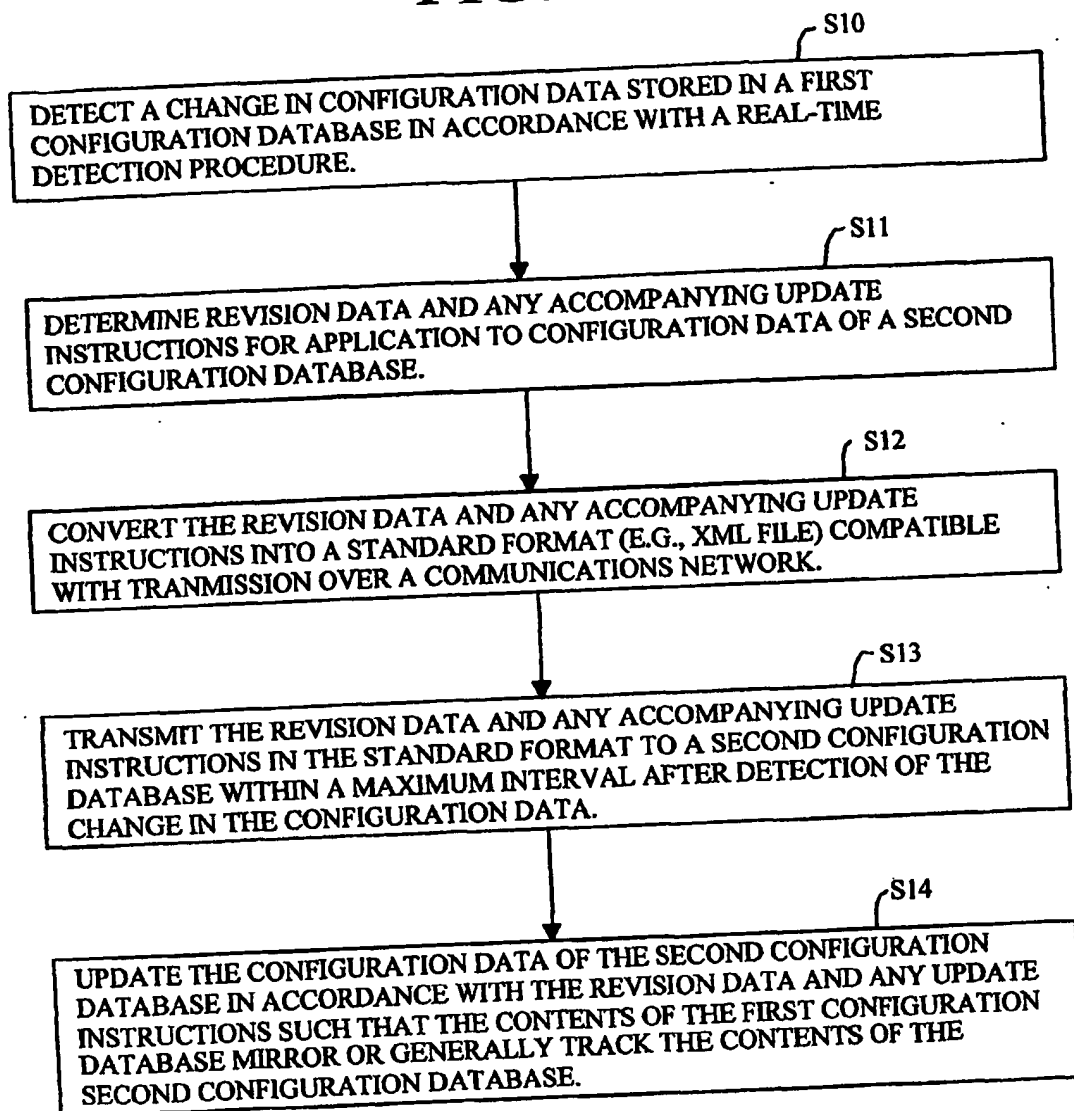 S10
DETECT A CHANGE IN CONFIGURATION DATA STORED IN A FIRST
CONFIGURATION DATABASE IN ACCORDANCE WITH A REAL-TIME
DETECTION PROCEDURE.
S11
DETERMINE REVISION DATA AND ANY ACCOMPANYING UPDATE
INSTRUCTIONS FOR APPLICATION TO CONFIGURATION DATA OF A SECOND
CONFIGURATION DATABASE.
S12
CONVERT THE REVISION DATA AND ANY ACCOMPANYING UPDATE
INSTRUCTIONS INTO A STANDARD FORMAT (E.G., XML FILE) COMPATIBLE
WITH TRANMISSION OVER A COMMUNICATIONS NETWORK.
S13
TRANSMIT THE REVISION DATA AND ANY ACCOMPANYING UPDATE
INSTRUCTIONS IN THE STANDARD FORMAT TO A SECOND CONFIGURATION
DATABASE WITHIN A MAXIMUM INTERVAL AFTER DETECTION OF THE
CHANGE IN THE CONFIGURATION DATA.
S14
UPDATE THE CONFIGURATION DATA OF THE SECOND CONFIGURATION
DATABASE IN ACCORDANCE WITH THE REVISION DATA AND ANY UPDATE
INSTRUCTIONS SUCH THAT THE CONTENTS OF THE FIRST CONFIGURATION
DATABASE MIRROR OR GENERALLY TRACK THE CONTENTS OF THE
SECOND CONFIGURATION DATABASE.